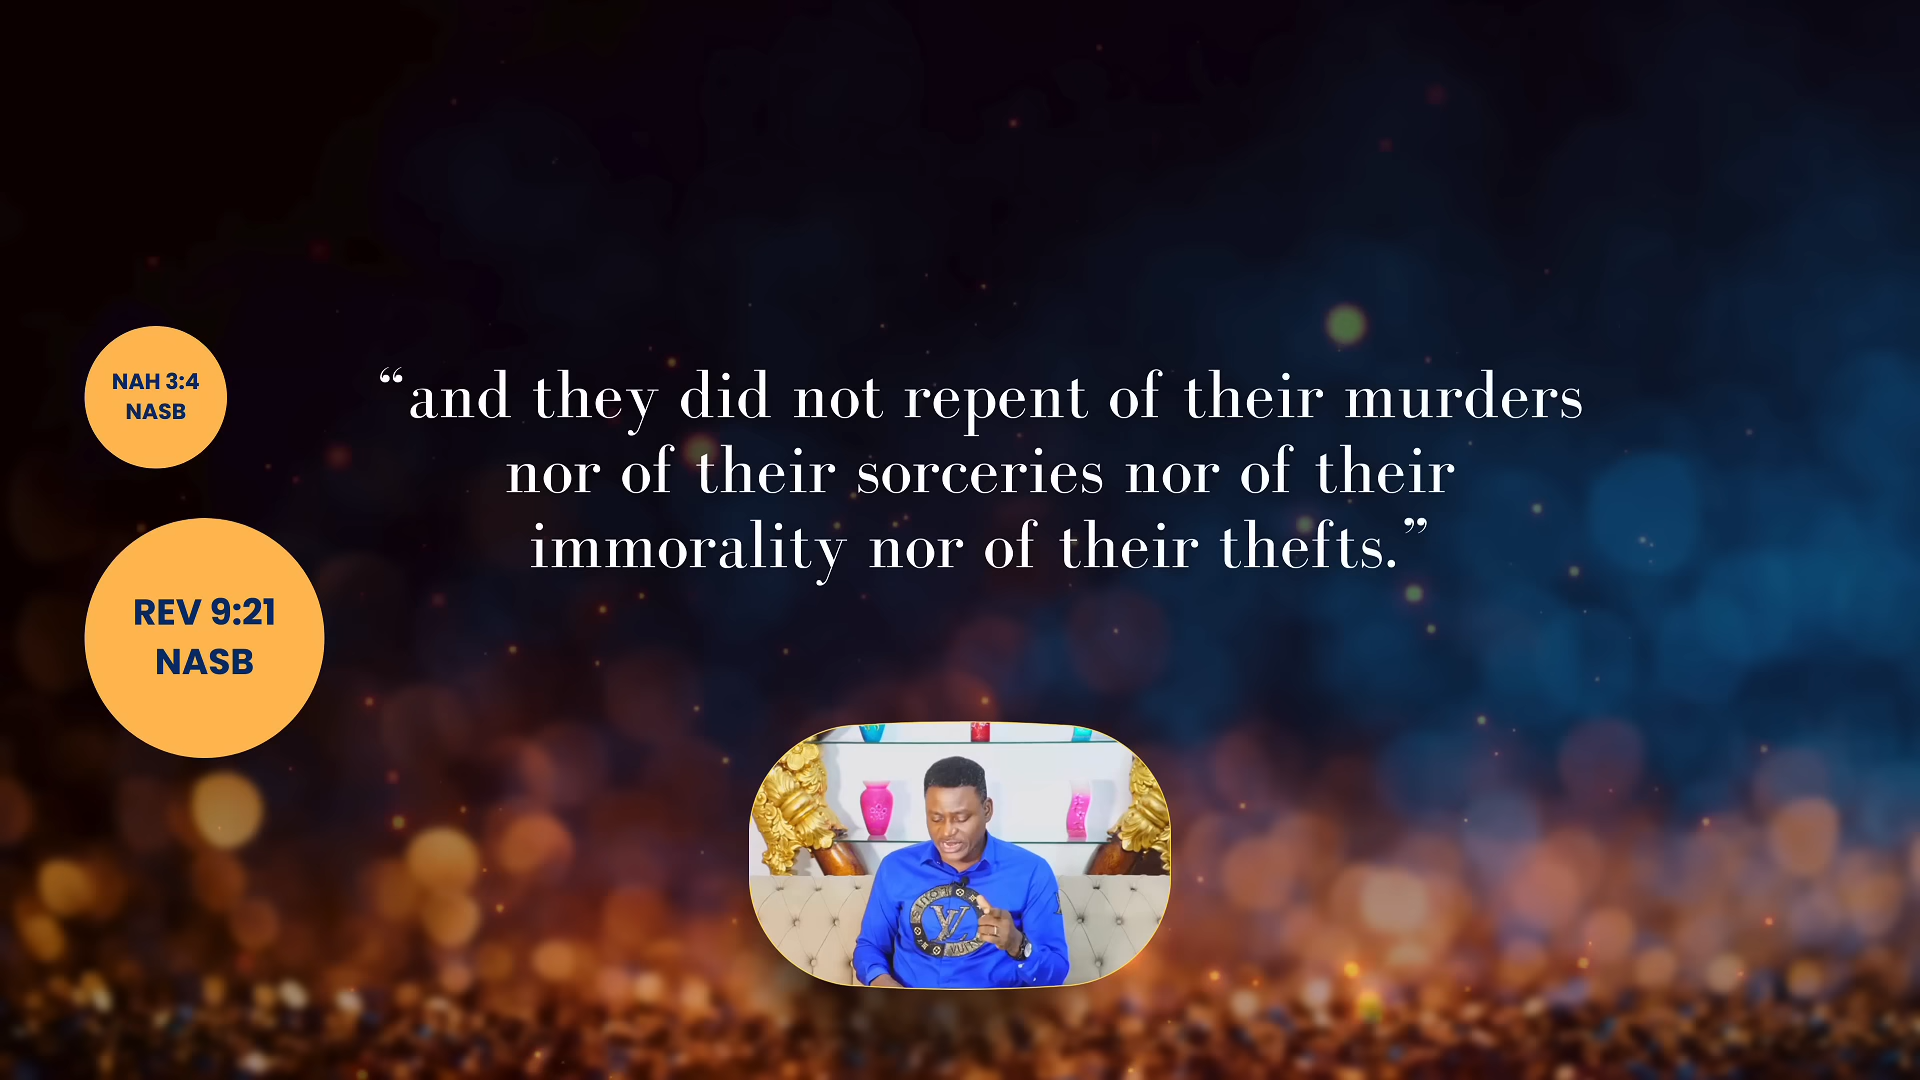 NAH 3:4
NASB
“and they did not repent of their murders
nor of their sorceries nor of their
immorality nor of their thefts.”
REV 9:21
NASB
LV